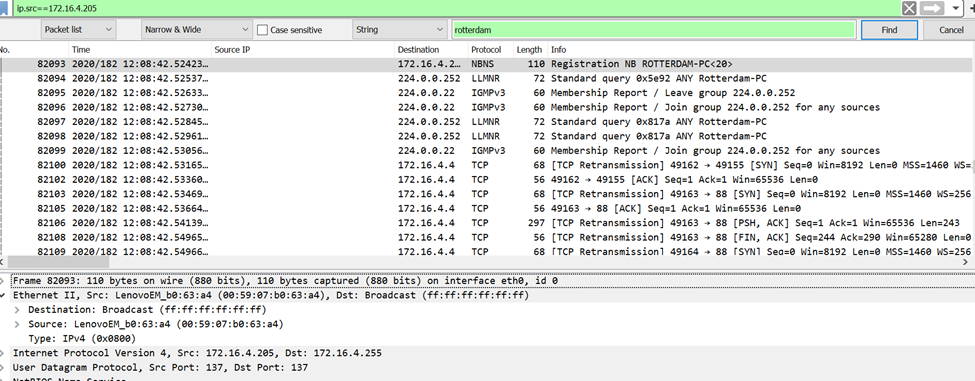 ip.src==172.16.4.205
Packet list Narrow & Wide Case sensitive String rotterdam Find Cancel
No. Time Source IP Destination Protocol Length Info
82093 2020/182 12:08:42.52423… 172.16.4.2… NBNS 110 Registration NB ROTTERDAM-PC<20>
82094 2020/182 12:08:42.52537… 224.0.0.252 LLMNR 72 Standard query 0x5e92 ANY Rotterdam-PC
82095 2020/182 12:08:42.52633… 224.0.0.22 IGMPv3 60 Membership Report / Leave group 224.0.0.252
82096 2020/182 12:08:42.52730… 224.0.0.22 IGMPv3 60 Membership Report / Join group 224.0.0.252 for any sources
82097 2020/182 12:08:42.52845… 224.0.0.252 LLMNR 72 Standard query 0x817a ANY Rotterdam-PC
82098 2020/182 12:08:42.52961… 224.0.0.252 LLMNR 72 Standard query 0x817a ANY Rotterdam-PC
82099 2020/182 12:08:42.53056… 224.0.0.22 IGMPv3 60 Membership Report / Join group 224.0.0.252 for any sources
82100 2020/182 12:08:42.53165… 172.16.4.4 TCP 68 [TCP Retransmission] 49162 → 49155 [SYN] Seq=0 Win=8192 Len=0 MSS=1460 WS=
82102 2020/182 12:08:42.53360… 172.16.4.4 TCP 56 49162 → 49155 [ACK] Seq=1 Ack=1 Win=65536 Len=0
82103 2020/182 12:08:42.53469… 172.16.4.4 TCP 68 [TCP Retransmission] 49163 → 88 [SYN] Seq=0 Win=8192 Len=0 MSS=1460 WS=256
82105 2020/182 12:08:42.53664… 172.16.4.4 TCP 56 49163 → 88 [ACK] Seq=1 Ack=1 Win=65536 Len=0
82106 2020/182 12:08:42.54139… 172.16.4.4 TCP 297 [TCP Retransmission] 49163 → 88 [PSH, ACK] Seq=1 Ack=1 Win=65536 Len=243
82108 2020/182 12:08:42.54965… 172.16.4.4 TCP 56 49163 → 88 [FIN, ACK] Seq=244 Ack=290 Win=65280 Len=0
82109 2020/182 12:08:42.54966… 172.16.4.4 TCP 68 [TCP Retransmission] 49164 → 88 [SYN] Seq=0 Win=8192 Len=0 MSS=1460 WS=256
Frame 82093: 110 bytes on wire (880 bits), 110 bytes captured (880 bits) on interface eth0, id 0
Ethernet II, Src: LenovoEM_b0:63:a4 (00:59:07:b0:63:a4), Dst: Broadcast (ff:ff:ff:ff:ff:ff)
Destination: Broadcast (ff:ff:ff:ff:ff:ff)
Source: LenovoEM_b0:63:a4 (00:59:07:b0:63:a4)
Type: IPv4 (0x0800)
Internet Protocol Version 4, Src: 172.16.4.205, Dst: 172.16.4.255
User Datagram Protocol, Src Port: 137, Dst Port: 137
NetBIOS Name Service